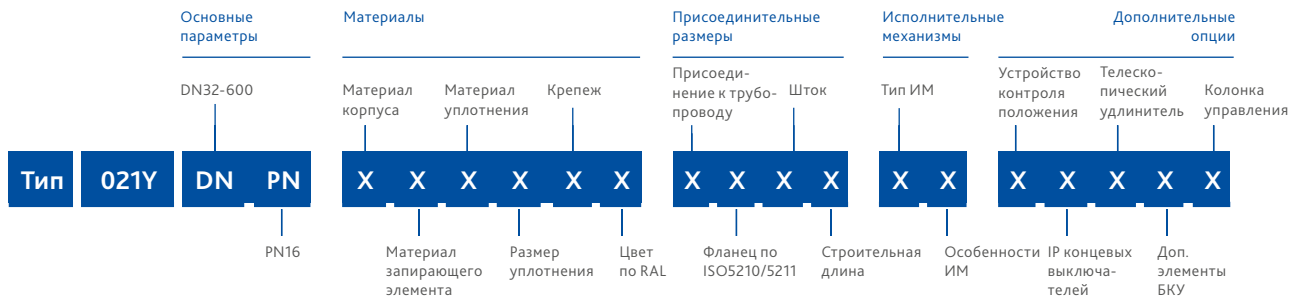 Основные
параметры
Материалы
Присоединительные
размеры
Исполнительные
механизмы
Дополнительные
опции
DN32-600
Материал
корпуса
Материал
уплотнения
Крепеж
Присоеди-
нение к трубо-
проводу
Шток
Тип ИМ
Устройство
контроля
положения
Телеско-
пический
удлинитель
Колонка
управления
Тип 021Y DN PN X X X X X X X X X X X X X X X X X
PN16
Материал
запирающего
элемента
Размер
уплотнения
Цвет
по RAL
Фланец по
ISO5210/5211
Строительная
длина
Особенности
ИМ
IP концевых
выключа-
телей
Доп.
элементы
БКУ